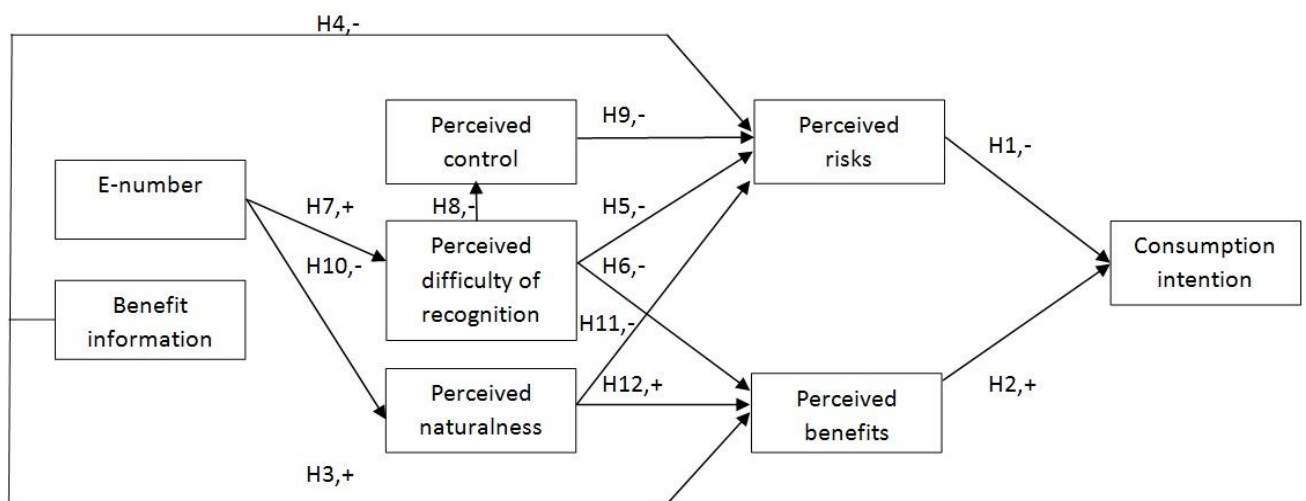 H4,-
Perceived
control
H9,-
Perceived
risks
H1,-
E-number
H7,+
H8,-
H5,-
Perceived
difficulty of
recognition
H10,-
H6,-
Consumption
intention
Benefit
information
H11,-
Perceived
naturalness
H12,+
Perceived
benefits
H2,+
H3,+